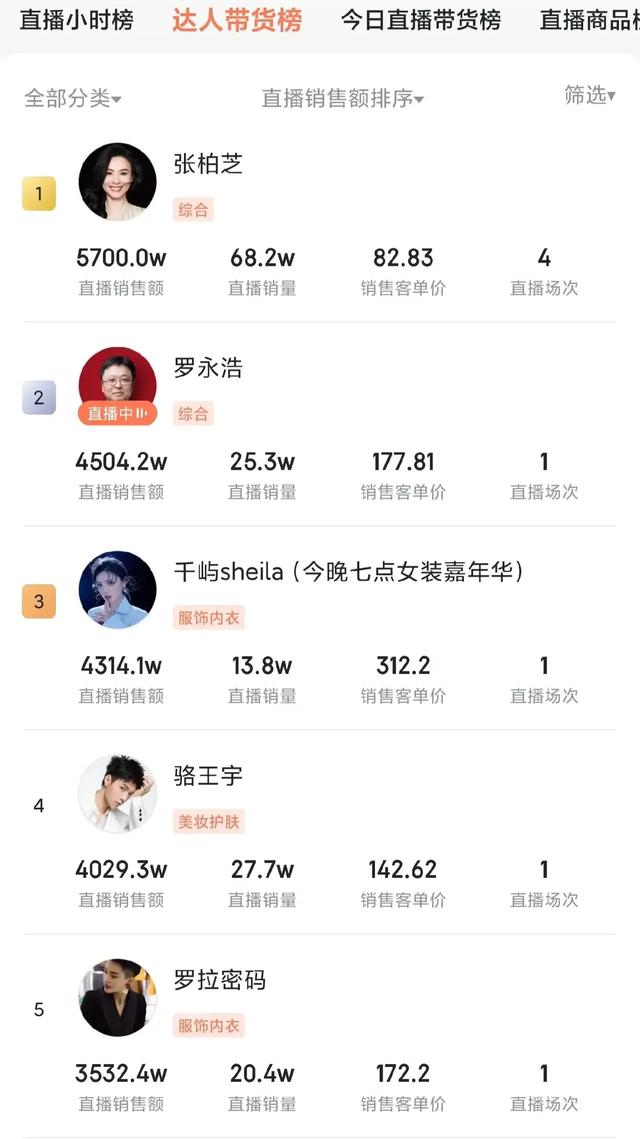 直播小时榜 达人带货榜 今日直播带货榜 直播商品榜
全部分类▾ 直播销售额排序▾ 筛选▾
1 张柏芝
综合
5700.0w 68.2w 82.83 4
直播销售额 直播销量 销售客单价 直播场次
2 罗永浩
直播中 综合
4504.2w 25.3w 177.81 1
直播销售额 直播销量 销售客单价 直播场次
3 千屿sheila（今晚七点女装嘉年华）
服饰内衣
4314.1w 13.8w 312.2 1
直播销售额 直播销量 销售客单价 直播场次
4 骆王宇
美妆护肤
4029.3w 27.7w 142.62 1
直播销售额 直播销量 销售客单价 直播场次
5 罗拉密码
服饰内衣
3532.4w 20.4w 172.2 1
直播销售额 直播销量 销售客单价 直播场次